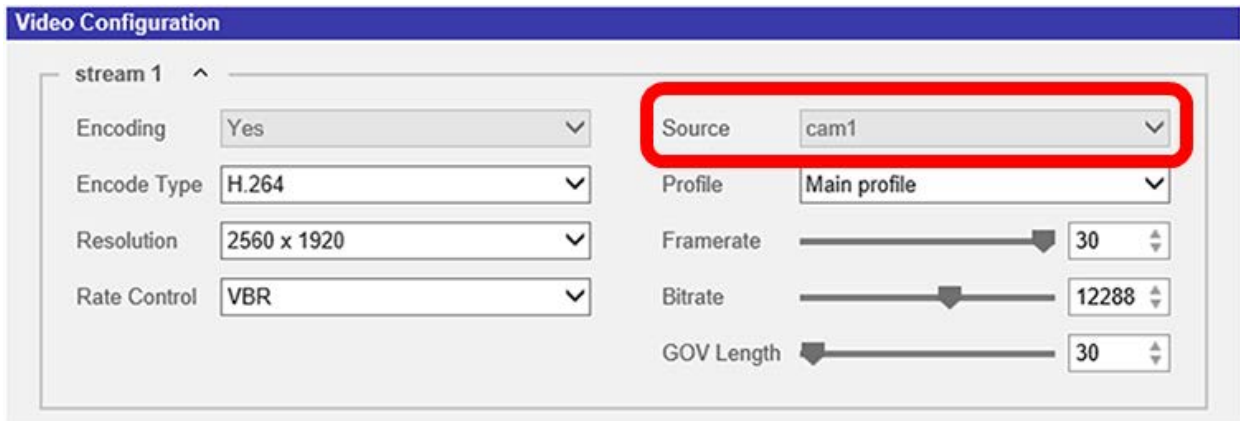 Video Configuration
stream 1
Encoding Yes Source cam1
Encode Type H.264 Profile Main profile
Resolution 2560 x 1920 Framerate 30
Rate Control VBR Bitrate 12288
GOV Length 30